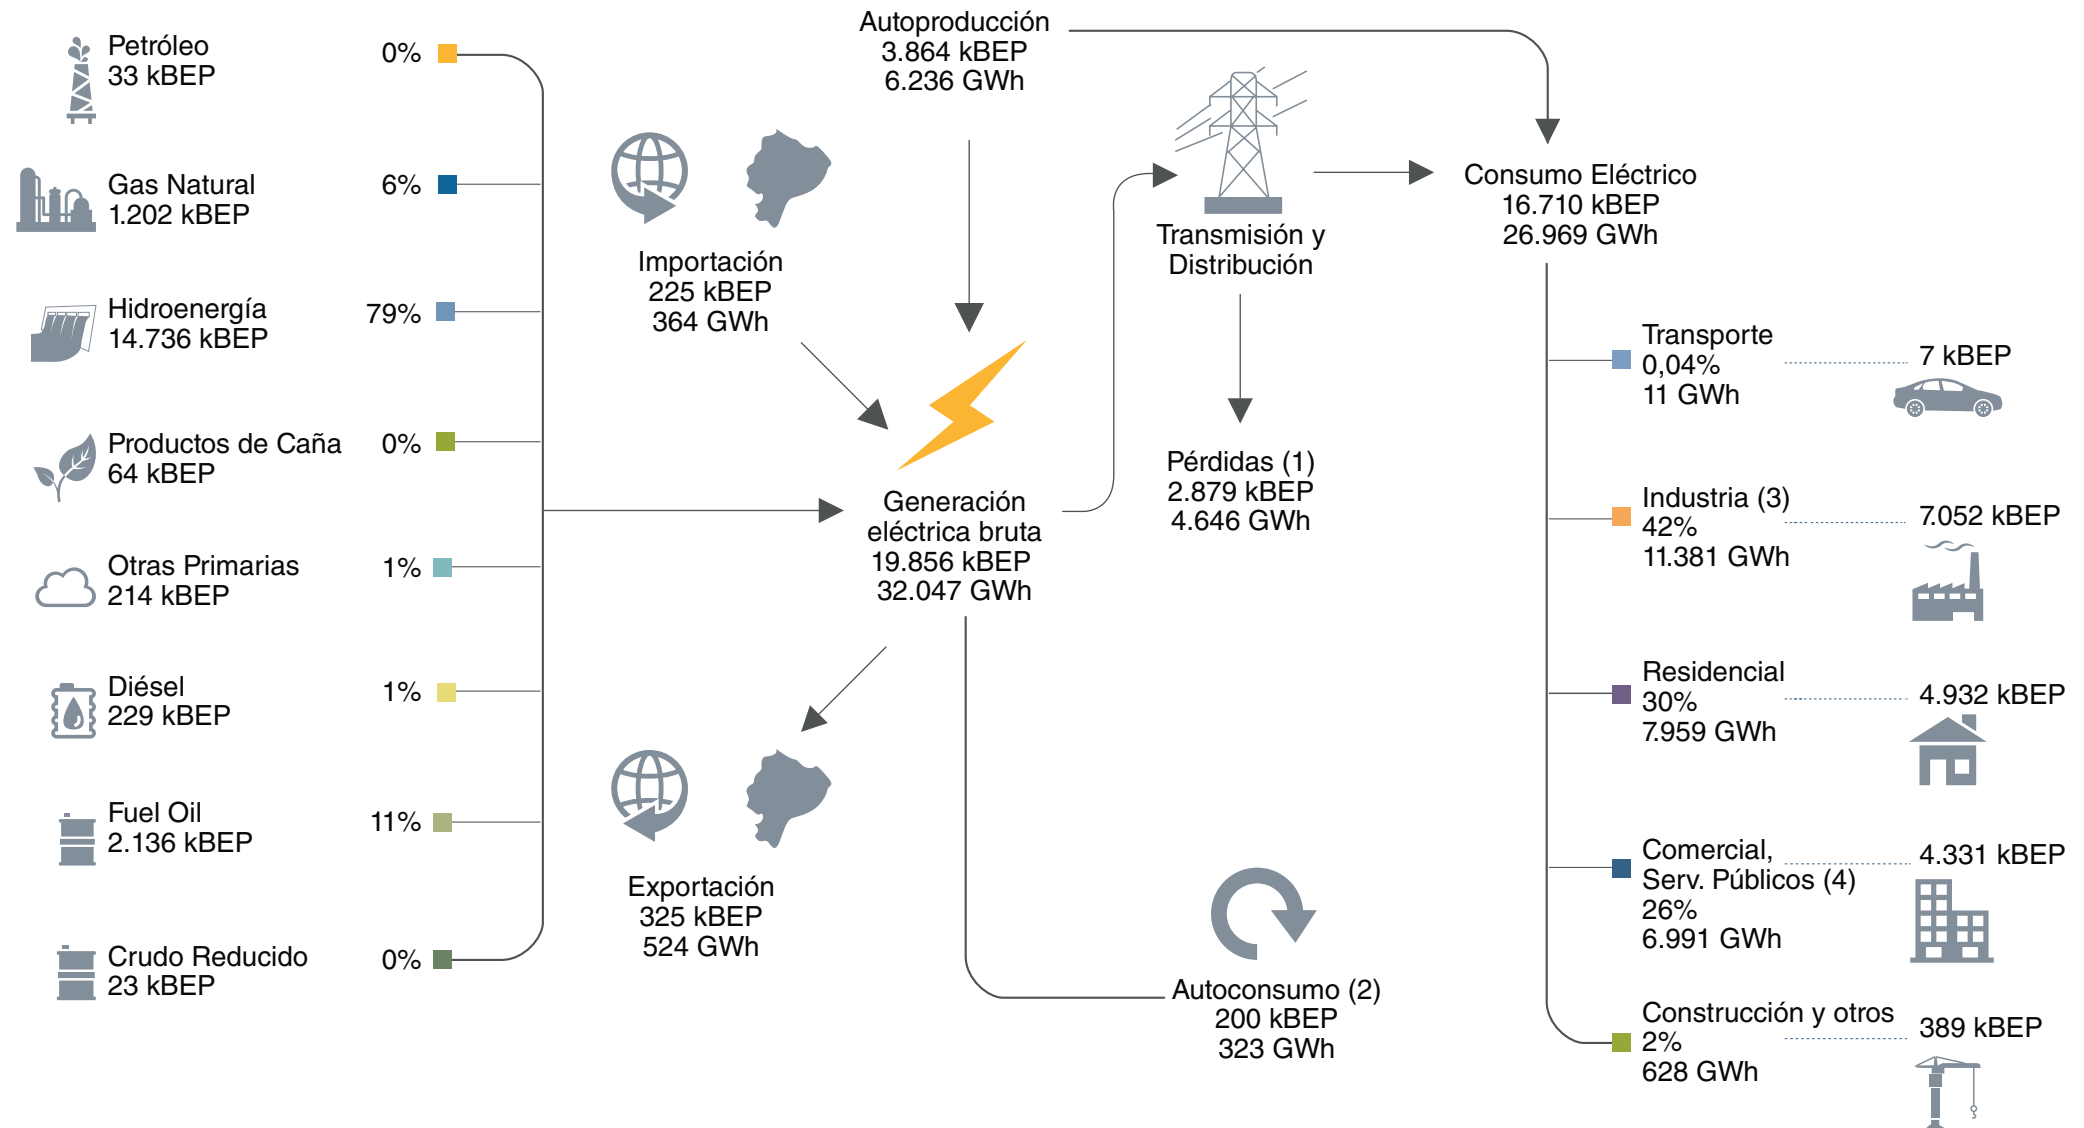 Petróleo
33 kBEP
0%
Gas Natural
1.202 kBEP
6%
Hidroenergía
14.736 kBEP
79%
Productos de Caña
64 kBEP
0%
Otras Primarias
214 kBEP
1%
Diésel
229 kBEP
1%
Fuel Oil
2.136 kBEP
11%
Crudo Reducido
23 kBEP
0%
Importación
225 kBEP
364 GWh
Exportación
325 kBEP
524 GWh
Autoproducción
3.864 kBEP
6.236 GWh
Generación
eléctrica bruta
19.856 kBEP
32.047 GWh
Transmisión y
Distribución
Pérdidas (1)
2.879 kBEP
4.646 GWh
Autoconsumo (2)
200 kBEP
323 GWh
Consumo Eléctrico
16.710 kBEP
26.969 GWh
Transporte
0,04%
11 GWh
7 kBEP
Industria (3)
42%
11.381 GWh
7.052 kBEP
Residencial
30%
7.959 GWh
4.932 kBEP
Comercial,
Serv. Públicos (4)
26%
6.991 GWh
4.331 kBEP
Construcción y otros
2%
628 GWh
389 kBEP